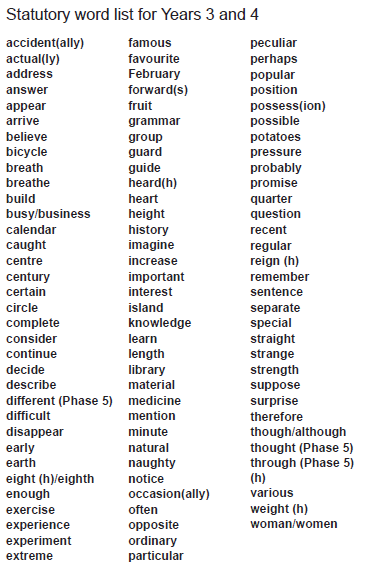 Statutory word list for Years 3 and 4
accident(ally)
actual(ly)
address
answer
appear
arrive
believe
bicycle
breath
breathe
build
busy/business
calendar
caught
centre
century
certain
circle
complete
consider
continue
decide
describe
different (Phase 5)
difficult
disappear
early
earth
eight (h)/eighth
enough
exercise
experience
experiment
extreme
famous
favourite
February
forward(s)
fruit
grammar
group
guard
guide
heard(h)
heart
height
history
imagine
increase
important
interest
island
knowledge
learn
length
library
material
medicine
mention
minute
natural
naughty
notice
occasion(ally)
often
opposite
ordinary
particular
peculiar
perhaps
popular
position
possess(ion)
possible
potatoes
pressure
probably
promise
quarter
question
recent
regular
reign (h)
remember
sentence
separate
special
straight
strange
strength
suppose
surprise
therefore
though/although
thought (Phase 5)
through (Phase 5)
(h)
various
weight (h)
woman/women